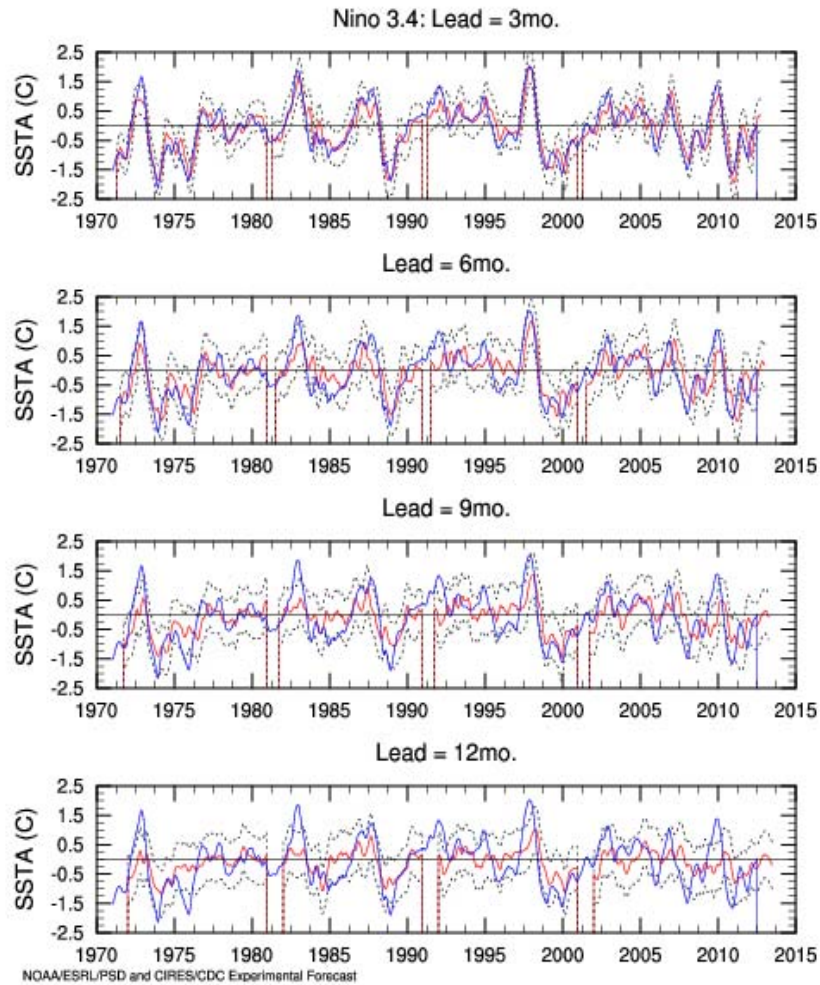 Nino 3.4: Lead = 3mo.
SSTA (C)
2.5
1.5
0.5
-0.5
-1.5
-2.5
1970 1975 1980 1985 1990 1995 2000 2005 2010 2015
Lead = 6mo.
SSTA (C)
2.5
1.5
0.5
-0.5
-1.5
-2.5
1970 1975 1980 1985 1990 1995 2000 2005 2010 2015
Lead = 9mo.
SSTA (C)
2.5
1.5
0.5
-0.5
-1.5
-2.5
1970 1975 1980 1985 1990 1995 2000 2005 2010 2015
Lead = 12mo.
SSTA (C)
2.5
1.5
0.5
-0.5
-1.5
-2.5
1970 1975 1980 1985 1990 1995 2000 2005 2010 2015
NOAA/ESRL/PSD and CIRES/CDC Experimental Forecast